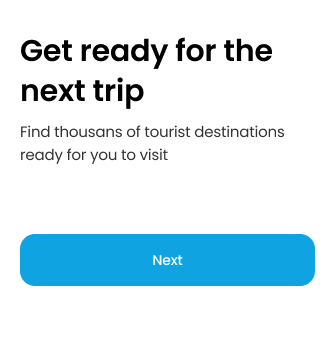 Get ready for the
next trip
Find thousans of tourist destinations
ready for you to visit
Next